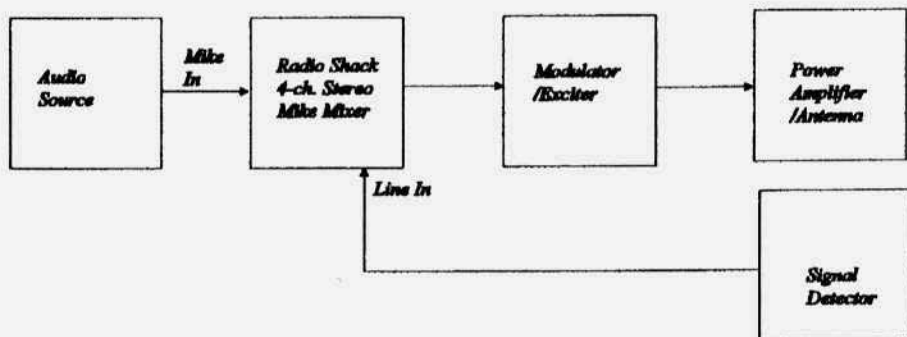 Audio
Source
Mike
In
Radio Shack
4-ch. Stereo
Mike Mixer
Modulator
/Exciter
Power
Amplifier
/Antenna
Line In
Signal
Detector